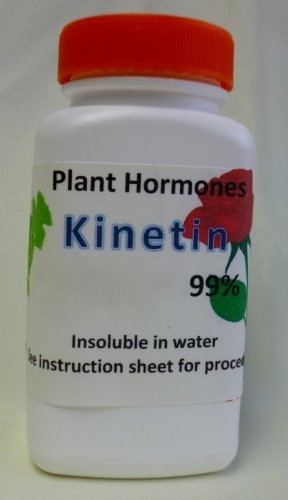 Plant Hormones
Kinetin
99%
Insoluble in water
See instruction sheet for proced